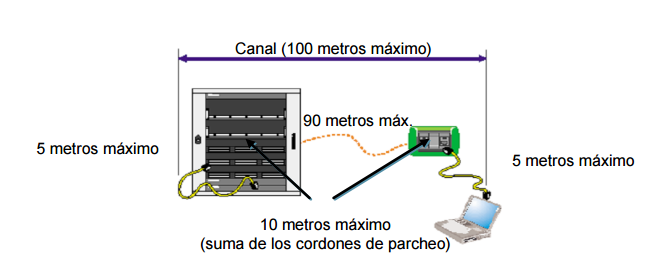 Canal (100 metros máximo)
90 metros máx.
5 metros máximo
5 metros máximo
10 metros máximo
(suma de los cordones de parcheo)